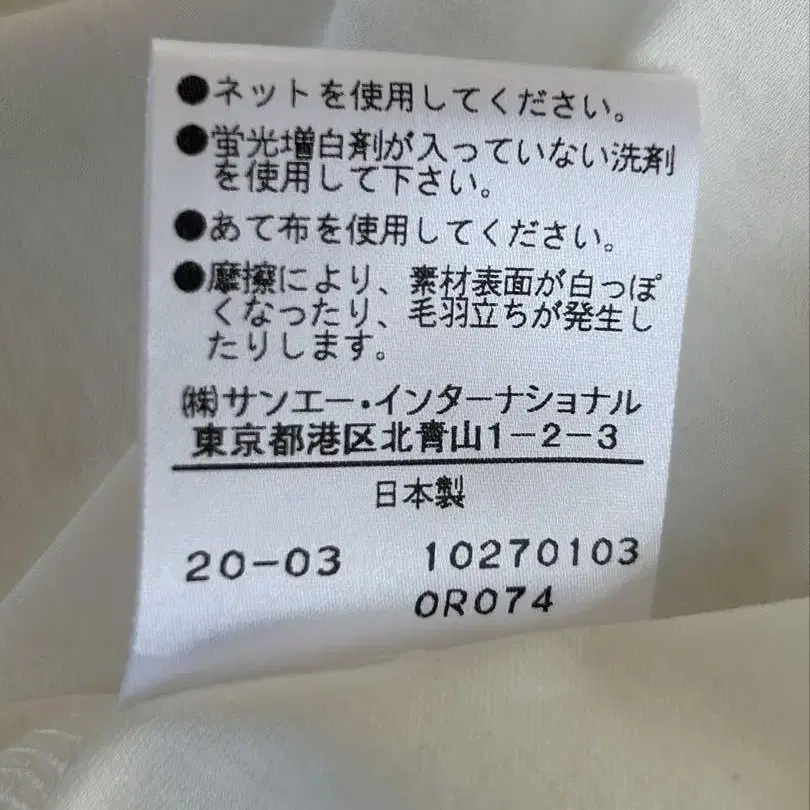 ●ネットを使用してください。
●蛍光増白剤が入っていない洗剤
を使用して下さい。
●あて布を使用してください。
●摩擦により、素材表面が白っぽ
くなったり、毛羽立ちが発生し
たりします。
㈱サンエー・インターナショナル
東京都港区北青山1-2-3
日本製
20-03 10270103
0R074